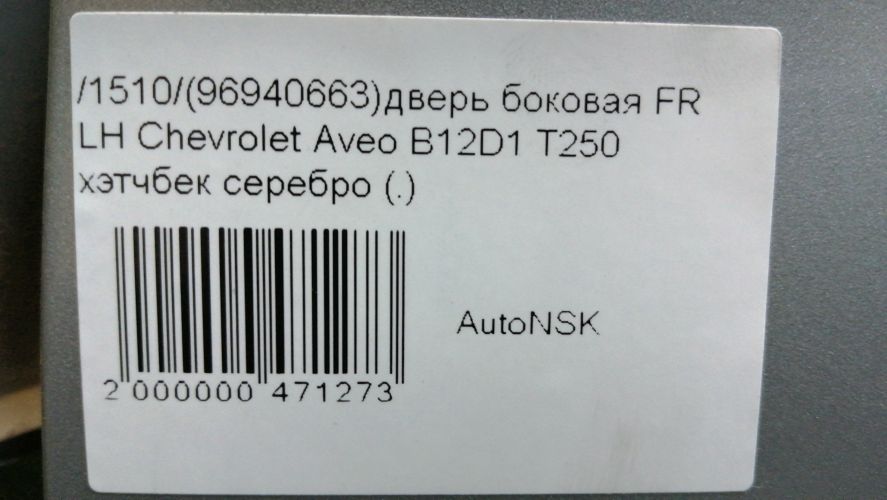 /1510/(96940663)дверь боковая FR
LH Chevrolet Aveo B12D1 T250
хэтчбек серебро (.)
AutoNSK
2 000000 471273